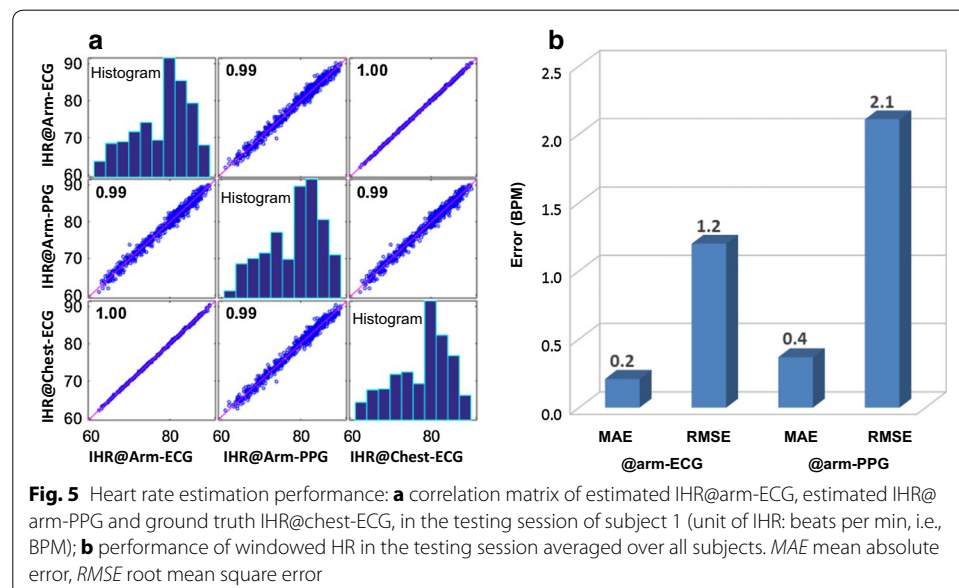 a
90
80
70
60
IHR@Arm-ECG
Histogram
0.99
1.00
90
80
70
60
IHR@Arm-PPG
0.99
Histogram
0.99
90
80
70
60
IHR@Chest-ECG
1.00
0.99
Histogram
60 80
60 80
60 80
IHR@Arm-ECG IHR@Arm-PPG IHR@Chest-ECG
b
Error (BPM)
2.5
2.0
1.5
1.0
0.5
0.0
0.2
1.2
0.4
2.1
MAE RMSE MAE RMSE
@arm-ECG @arm-PPG
Fig. 5 Heart rate estimation performance: a correlation matrix of estimated IHR@arm-ECG, estimated IHR@
arm-PPG and ground truth IHR@chest-ECG, in the testing session of subject 1 (unit of IHR: beats per min, i.e.,
BPM); b performance of windowed HR in the testing session averaged over all subjects. MAE mean absolute
error, RMSE root mean square error